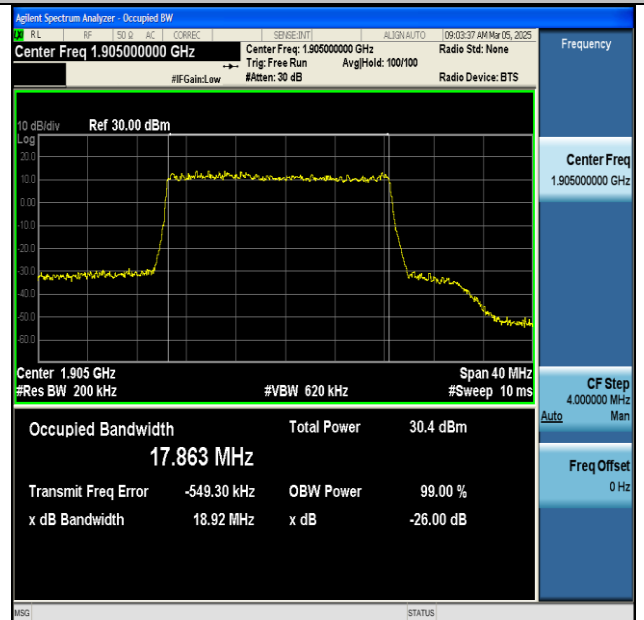 Agilent Spectrum Analyzer - Occupied BW
LXI RL RF 50 Ω AC CORREC SENSE:INT ALIGN AUTO 09:03:37 AM Mar 05, 2025
Center Freq 1.905000000 GHz Center Freq: 1.905000000 GHz Radio Std: None Frequency
Trig: Free Run Avg|Hold: 100/100
#IFGain:Low #Atten: 30 dB Radio Device: BTS
10 dB/div Ref 30.00 dBm
Log
20.0
10.0
0.00
-10.0
-20.0
-30.0
-40.0
-50.0
-60.0
Center Freq
1.905000000 GHz
Center 1.905 GHz Span 40 MHz
#Res BW 200 kHz #VBW 620 kHz #Sweep 10 ms
CF Step
4.000000 MHz
Auto Man
Occupied Bandwidth Total Power 30.4 dBm
17.863 MHz
Freq Offset
0 Hz
Transmit Freq Error -549.30 kHz OBW Power 99.00 %
x dB Bandwidth 18.92 MHz x dB -26.00 dB
MSG STATUS